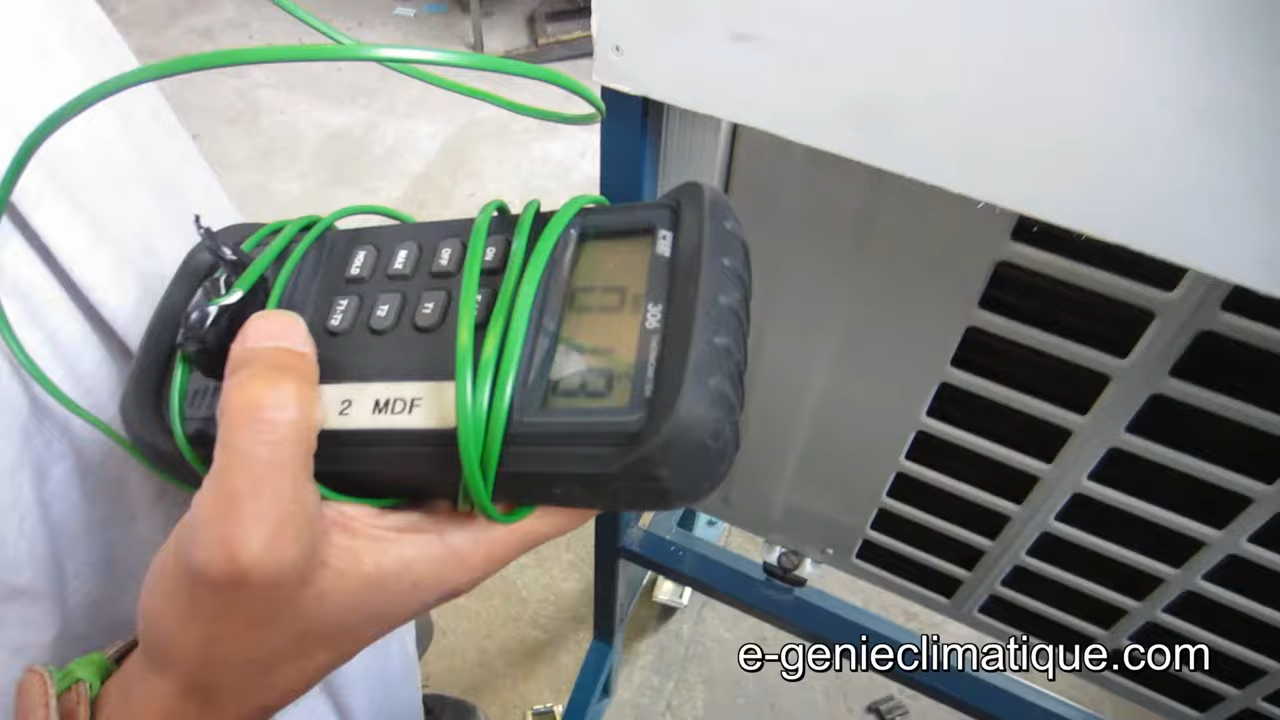 HOLD
MAX
OFF
ON
T1-T2
T2
T1
306
2 MDF
e-genieclimatique.com